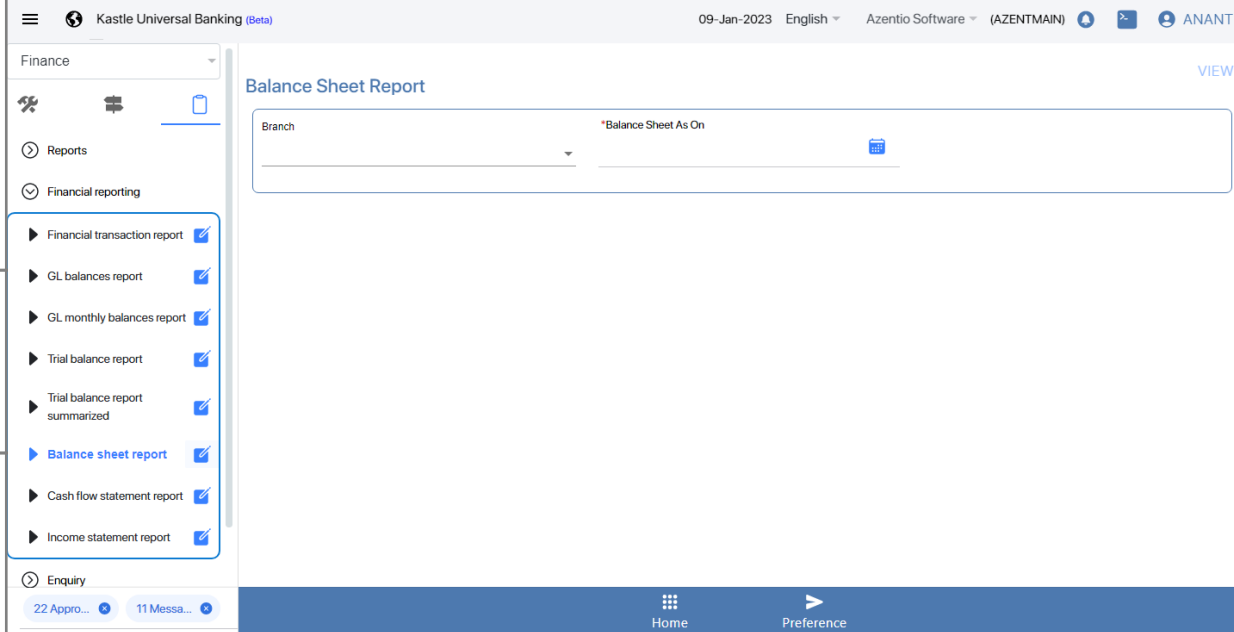 Kastle Universal Banking (Beta)
09-Jan-2023 English Azentio Software (AZENTMAIN) ANANT
Finance
VIEW
Balance Sheet Report
Branch
*Balance Sheet As On
Reports
Financial reporting
Financial transaction report
GL balances report
GL monthly balances report
Trial balance report
Trial balance report
summarized
Balance sheet report
Cash flow statement report
Income statement report
Enquiry
22 Appro...
11 Messa...
Home
Preference